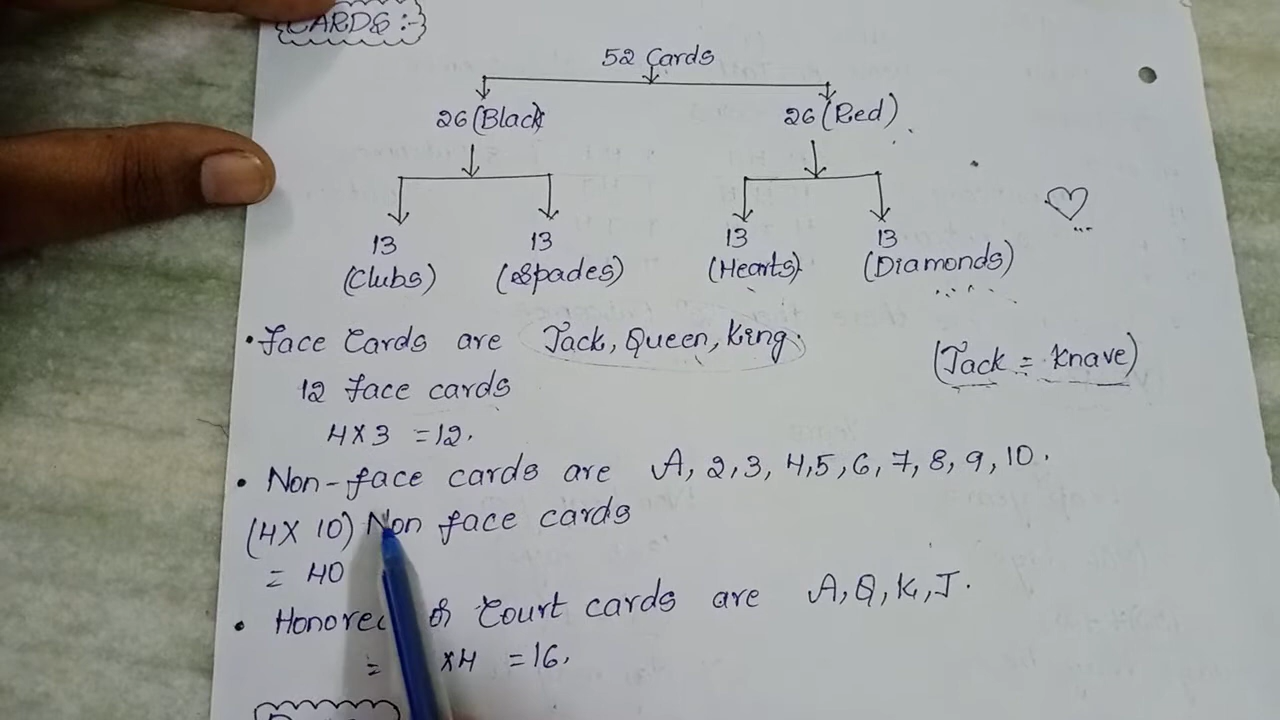 CARDS :-
52 Cards
26 (Black) 26 (Red)
13 13 13 13
(Clubs) (Spades) (Hearts) (Diamonds)
• Face Cards are Jack, Queen, King.
(Jack = Knave)
12 face cards
4 X 3 = 12.
• Non-face cards are A, 2, 3, 4, 5, 6, 7, 8, 9, 10.
(4 X 10) Non face cards
= 40
• Court cards are A, Q, K, J.
= x4 = 16.